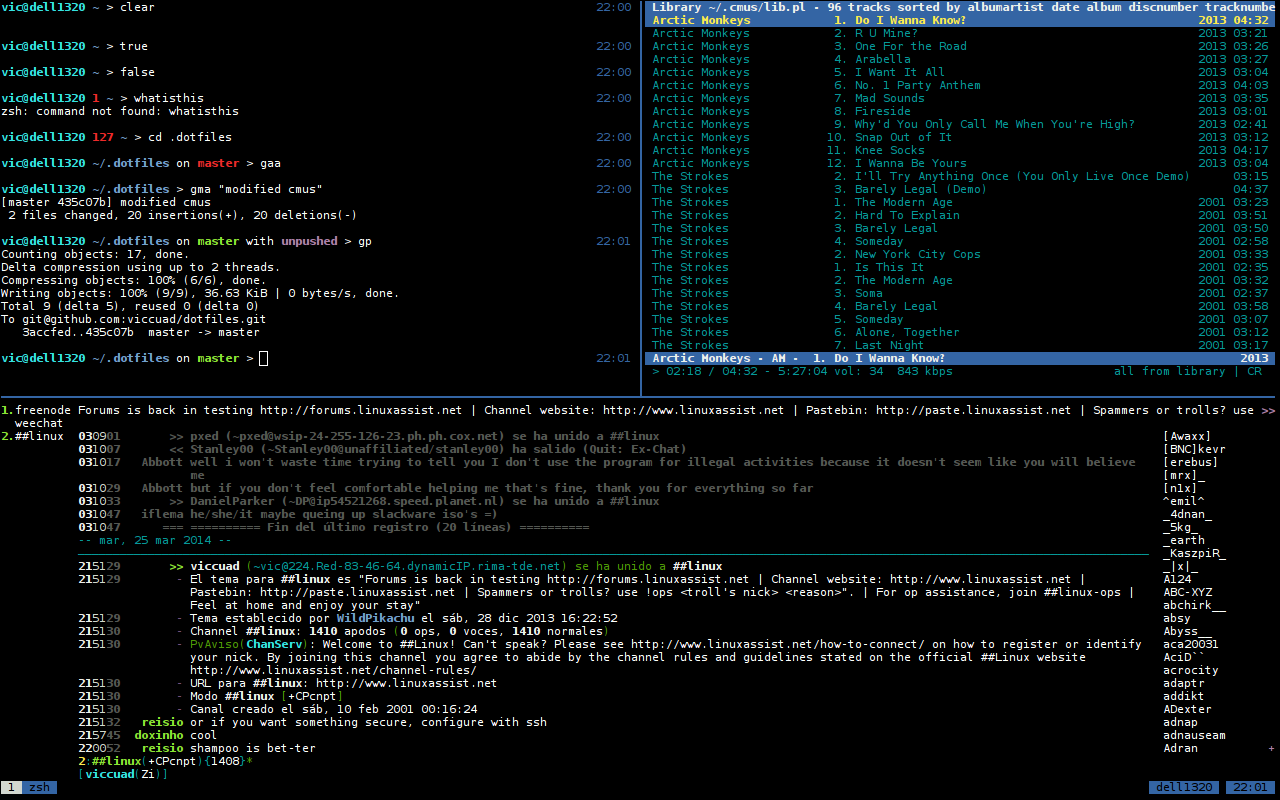 vic@dell1320 ~ > clear 22:00
vic@dell1320 ~ > true 22:00
vic@dell1320 ~ > false 22:00
vic@dell1320 1 ~ > whatisthis 22:00
zsh: command not found: whatisthis
vic@dell1320 127 ~ > cd .dotfiles 22:00
vic@dell1320 ~/.dotfiles on master > gaa 22:00
vic@dell1320 ~/.dotfiles > gma "modified cmus" 22:00
[master 435c07b] modified cmus
2 files changed, 20 insertions(+), 20 deletions(-)
vic@dell1320 ~/.dotfiles on master with unpushed > gp 22:01
Counting objects: 17, done.
Delta compression using up to 2 threads.
Compressing objects: 100% (6/6), done.
Writing objects: 100% (9/9), 36.63 KiB | 0 bytes/s, done.
Total 9 (delta 5), reused 0 (delta 0)
To git@github.com:viccuad/dotfiles.git
3accfed..435c07b master -> master
vic@dell1320 ~/.dotfiles on master > 22:01
Library ~/.cmus/lib.pl - 96 tracks sorted by albumartist date album discnumber tracknumbe
Arctic Monkeys 1. Do I Wanna Know? 2013 04:32
Arctic Monkeys 2. R U Mine? 2013 03:21
Arctic Monkeys 3. One For the Road 2013 03:26
Arctic Monkeys 4. Arabella 2013 03:27
Arctic Monkeys 5. I Want It All 2013 03:04
Arctic Monkeys 6. No. 1 Party Anthem 2013 04:03
Arctic Monkeys 7. Mad Sounds 2013 03:35
Arctic Monkeys 8. Fireside 2013 03:01
Arctic Monkeys 9. Why'd You Only Call Me When You're High? 2013 02:41
Arctic Monkeys 10. Snap Out of It 2013 03:12
Arctic Monkeys 11. Knee Socks 2013 04:17
Arctic Monkeys 12. I Wanna Be Yours 2013 03:04
The Strokes 2. I'll Try Anything Once (You Only Live Once Demo) 03:15
The Strokes 3. Barely Legal (Demo) 04:37
The Strokes 1. The Modern Age 2001 03:23
The Strokes 2. Hard To Explain 2001 03:51
The Strokes 3. Barely Legal 2001 03:50
The Strokes 4. Someday 2001 02:58
The Strokes 2. New York City Cops 2001 03:33
The Strokes 1. Is This It 2001 02:35
The Strokes 2. The Modern Age 2001 03:32
The Strokes 3. Soma 2001 02:37
The Strokes 4. Barely Legal 2001 03:58
The Strokes 5. Someday 2001 03:07
The Strokes 6. Alone, Together 2001 03:12
The Strokes 7. Last Night 2001 03:17
Arctic Monkeys - AM - 1. Do I Wanna Know? 2013
> 02:18 / 04:32 - 5:27:04 vol: 34 843 kbps all from library | CR
1.freenode Forums is back in testing http://forums.linuxassist.net | Channel website: http://www.linuxassist.net | Pastebin: http://paste.linuxassist.net | Spammers or trolls? use >>
weechat
2.##linux 030901 >> pxed (~pxed@wsip-24-255-126-23.ph.ph.cox.net) se ha unido a ##linux [Awaxx]
031007 << Stanley00 (~Stanley00@unaffiliated/stanley00) ha salido (Quit: Ex-Chat) [BNC]kevr
031017 Abbott well i won't waste time trying to tell you I don't use the program for illegal activities because it doesn't seem like you will believe [erebus]
me [mrx]_
031029 Abbott but if you don't feel comfortable helping me that's fine, thank you for everything so far [n1x]
031033 >> DanielParker (~DP@ip54521268.speed.planet.nl) se ha unido a ##linux ^emil^
031047 iflema he/she/it maybe queing up slackware iso's =) _4dnan_
031047 === ========== Fin del último registro (20 líneas) ========== _5kg_
-- mar, 25 mar 2014 -- _earth
_KaszpiR_
215129 >> viccuad (~vic@224.Red-83-46-64.dynamicIP.rima-tde.net) se ha unido a ##linux _|x|_
215129 - El tema para ##linux es "Forums is back in testing http://forums.linuxassist.net | Channel website: http://www.linuxassist.net | A124
Pastebin: http://paste.linuxassist.net | Spammers or trolls? use !ops <troll's nick> <reason>". | For op assistance, join ##linux-ops | ABC-XYZ
Feel at home and enjoy your stay" abchirk__
215129 - Tema establecido por WildPikachu el sáb, 28 dic 2013 16:22:52 absy
215130 - Channel ##linux: 1410 apodos (0 ops, 0 voces, 1410 normales) Abyss__
215130 - PvAviso(ChanServ): Welcome to ##Linux! Can't speak? Please see http://www.linuxassist.net/how-to-connect/ on how to register or identify aca20031
your nick. By joining this channel you agree to abide by the channel rules and guidelines stated on the official ##Linux website AciD``
http://www.linuxassist.net/channel-rules/ acrocity
215130 - URL para ##linux: http://www.linuxassist.net adaptr
215130 - Modo ##linux [+CPcnpt] addikt
215130 - Canal creado el sáb, 10 feb 2001 00:16:24 ADexter
215132 reisio or if you want something secure, configure with ssh adnap
215745 doxinho cool adnauseam
220052 reisio shampoo is bet-ter Adran +
2:##linux(+CPcnpt){1408}*
[viccuad(Zi)]
1 zsh dell1320 22:01